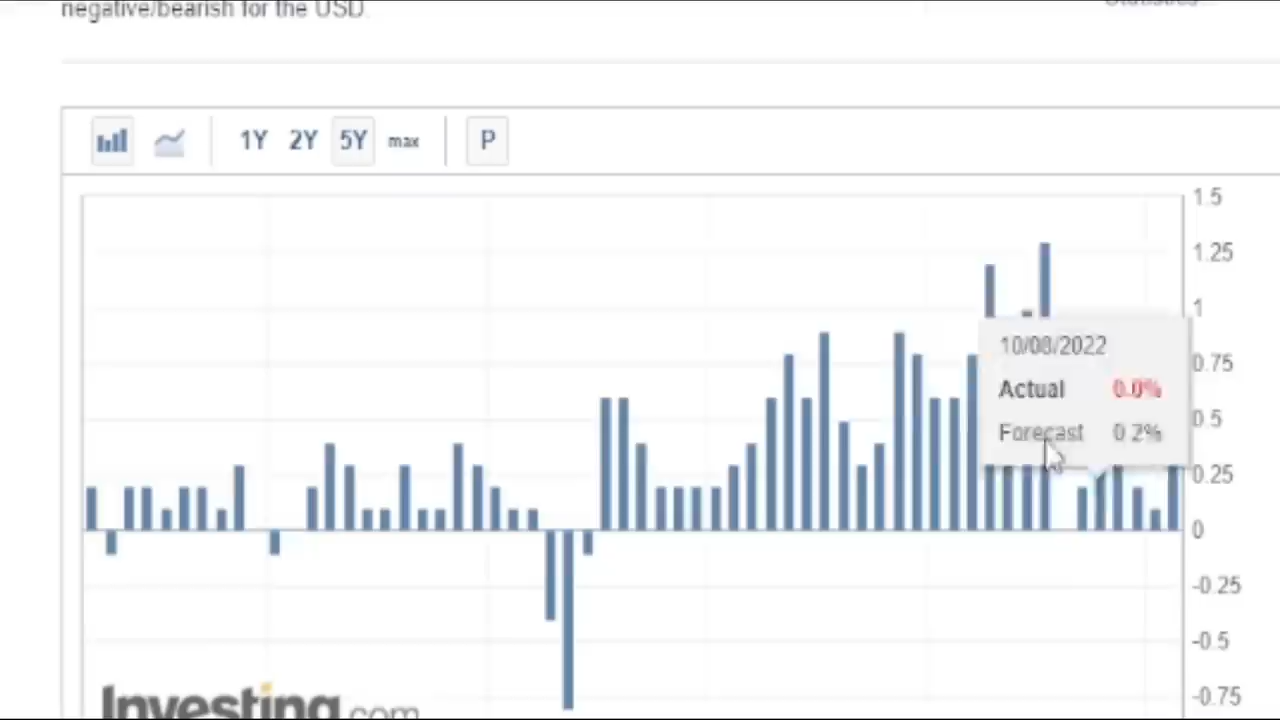 negative/bearish for the USD.
Statistics
1Y 2Y 5Y max P
1.5
1.25
1
10/08/2022
0.75
Actual 0.0%
0.5
Forecast 0.2%
0.25
0
-0.25
-0.5
-0.75
Investing.com